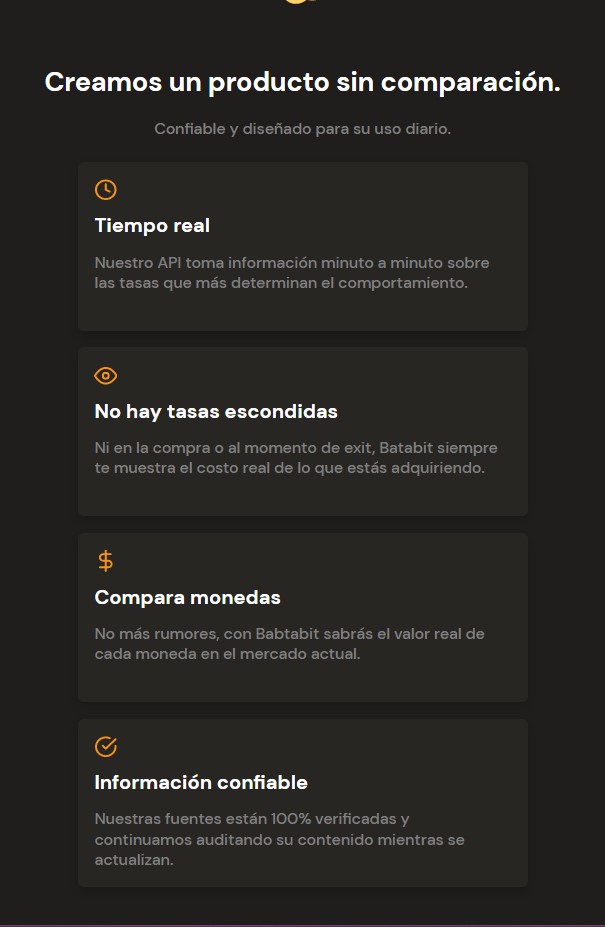 Creamos un producto sin comparación.
Confiable y diseñado para su uso diario.
Tiempo real
Nuestro API toma información minuto a minuto sobre
las tasas que más determinan el comportamiento.
No hay tasas escondidas
Ni en la compra o al momento de exit, Batabit siempre
te muestra el costo real de lo que estás adquiriendo.
Compara monedas
No más rumores, con Babtabit sabrás el valor real de
cada moneda en el mercado actual.
Información confiable
Nuestras fuentes están 100% verificadas y
continuamos auditando su contenido mientras se
actualizan.